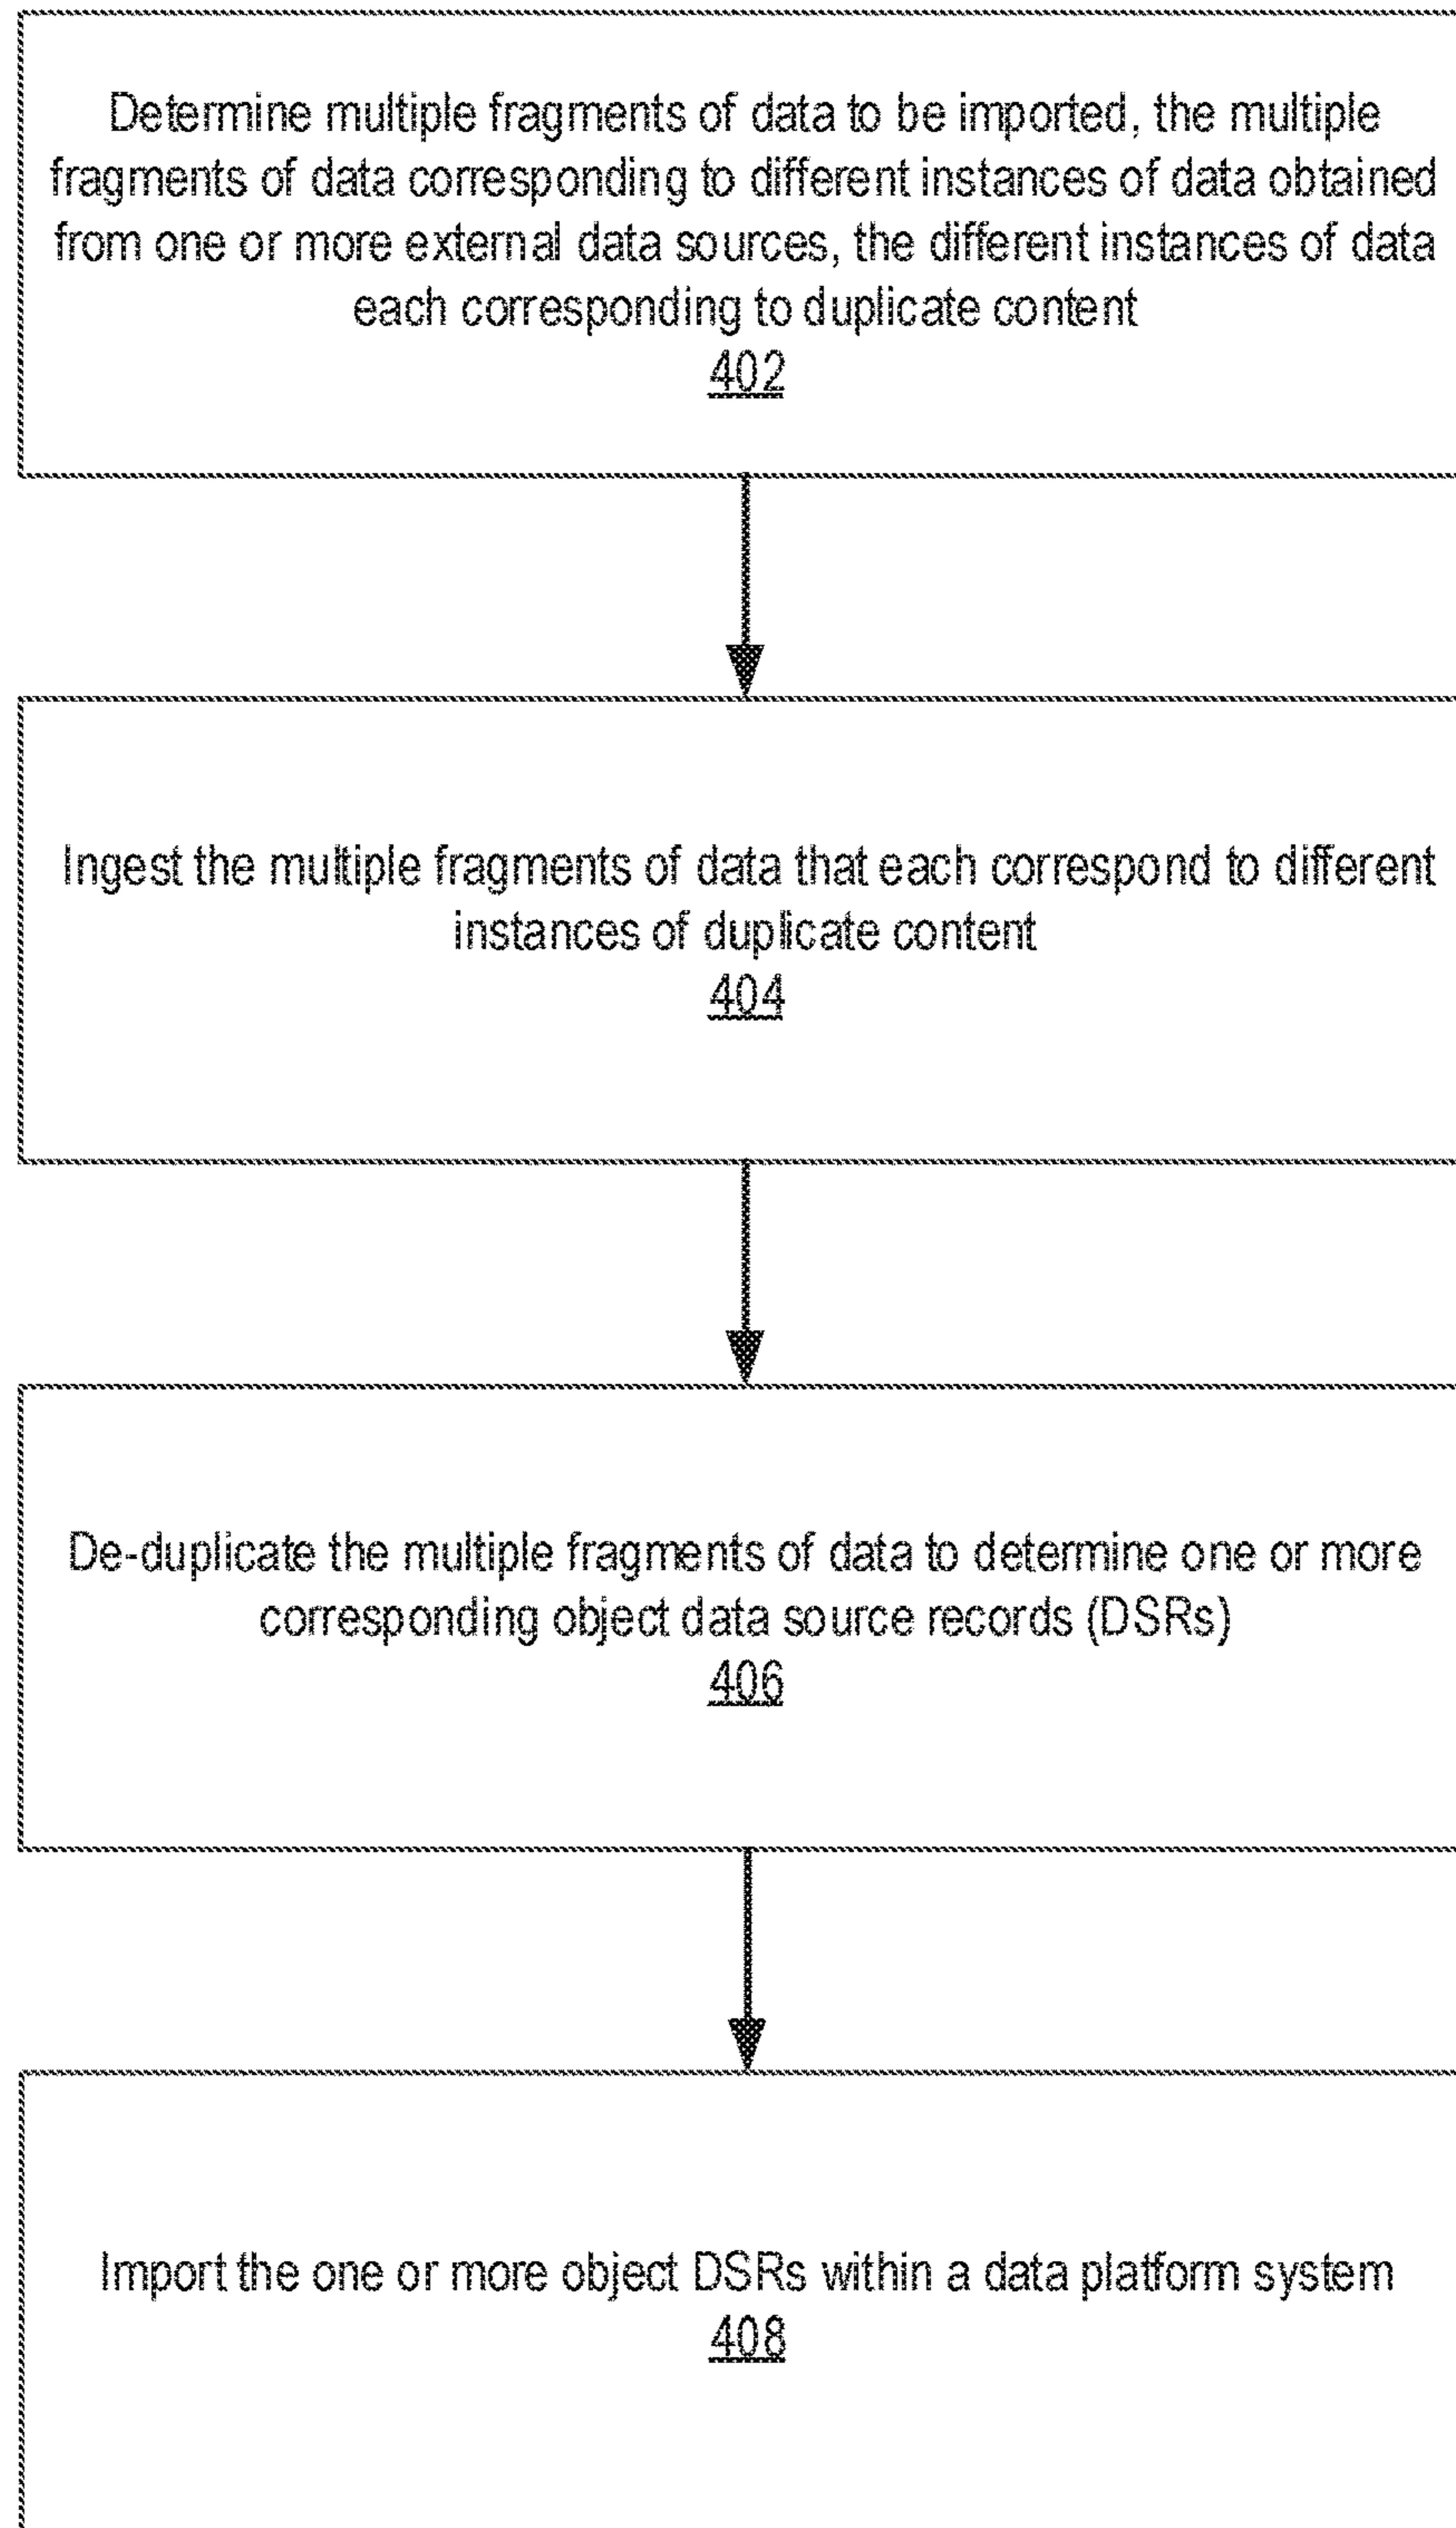 Determine multiple fragments of data to be imported, the multiple
fragments of data corresponding to different instances of data obtained
from one or more external data sources, the different instances of data
each corresponding to duplicate content
402
Ingest the multiple fragments of data that each correspond to different
instances of duplicate content
404
De-duplicate the multiple fragments of data to determine one or more
corresponding object data source records (DSRs)
406
Import the one or more object DSRs within a data platform system
408